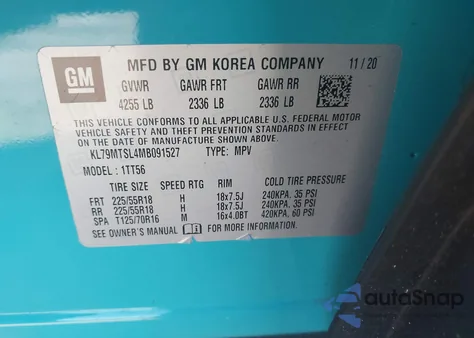 GM
MFD BY GM KOREA COMPANY 11/20
GVWR GAWR FRT GAWR RR
4255 LB 2336 LB 2336 LB
THIS VEHICLE CONFORMS TO ALL APPLICABLE U.S. FEDERAL MOTOR
VEHICLE SAFETY AND THEFT PREVENTION STANDARDS IN EFFECT ON THE
DATE OF MANUFACTURE SHOWN ABOVE.
KL79MTSL4MB091527 TYPE: MPV
MODEL : 1TT56
TIRE SIZE SPEED RTG RIM COLD TIRE PRESSURE
FRT 225/55R18 H 18x7.5J 240KPA, 35 PSI
RR 225/55R18 H 18x7.5J 240KPA, 35 PSI
SPA T125/70R16 M 16x4.0BT 420KPA, 60 PSI
SEE OWNER'S MANUAL FOR MORE INFORMATION
autoSnap